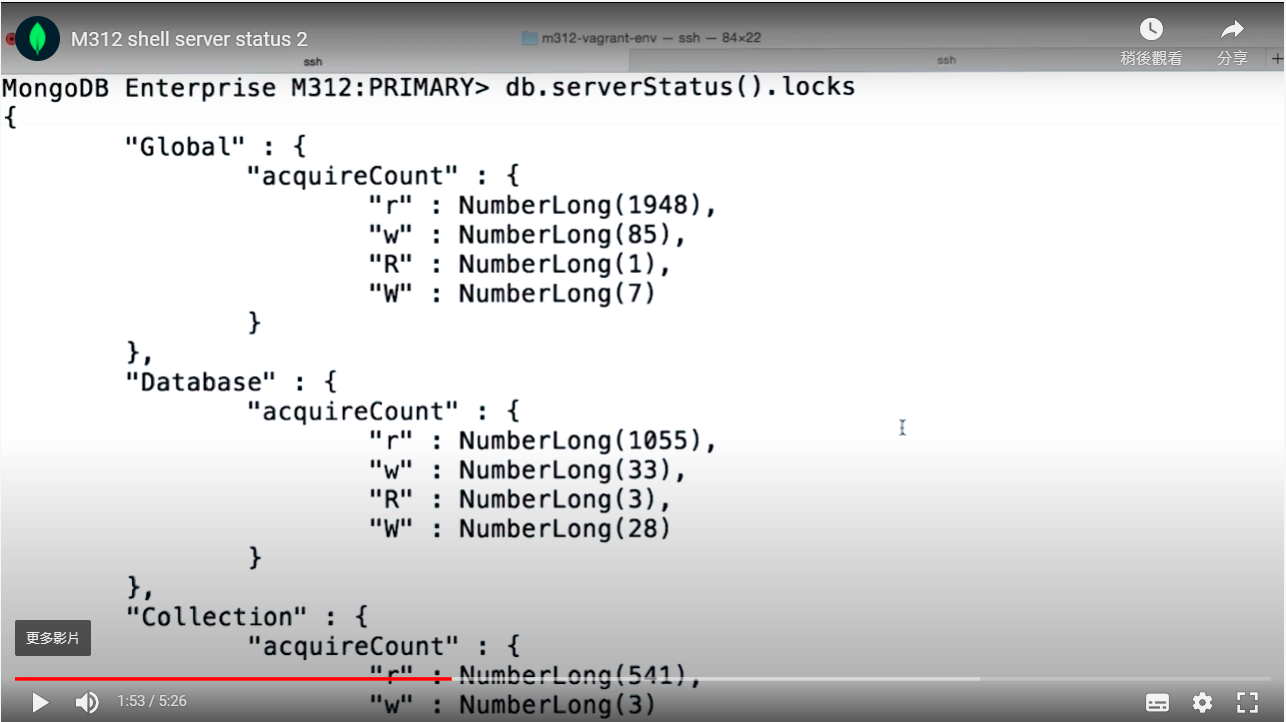 M312 shell server status 2
m312-vagrant-env — ssh — 84×22
稍後觀看
分享
ssh
ssh
+
MongoDB Enterprise M312:PRIMARY> db.serverStatus().locks
{
"Global" : {
"acquireCount" : {
"r" : NumberLong(1948),
"w" : NumberLong(85),
"R" : NumberLong(1),
"W" : NumberLong(7)
}
},
"Database" : {
"acquireCount" : {
"r" : NumberLong(1055),
"w" : NumberLong(33),
"R" : NumberLong(3),
"W" : NumberLong(28)
}
},
"Collection" : {
"acquireCount" : {
更多影片
"r" : NumberLong(541),
"w" : NumberLong(3)
1:53 / 5:26